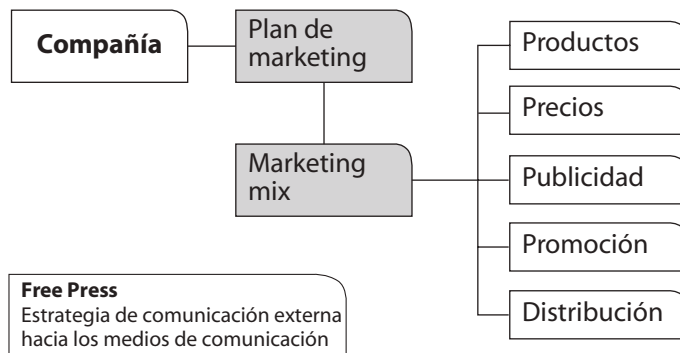 Compañía
Plan de
marketing
Marketing
mix
Productos
Precios
Publicidad
Promoción
Distribución
Free Press
Estrategia de comunicación externa
hacia los medios de comunicación